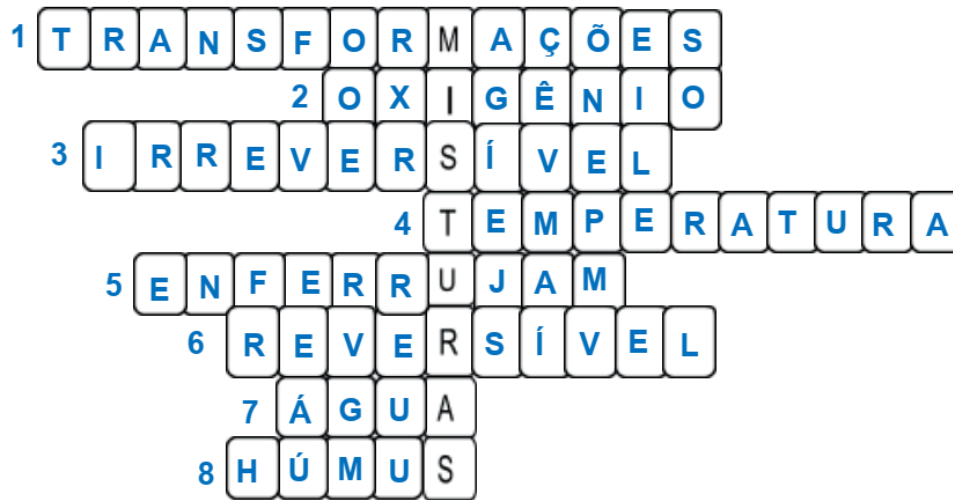 1 TRANSFORMAÇÕES
2 OXIGÊNIO
3 IRREVERSÍVEL
4 TEMPERATURA
5 ENFERRUJAM
6 REVERSÍVEL
7 ÁGUA
8 HÚMUS